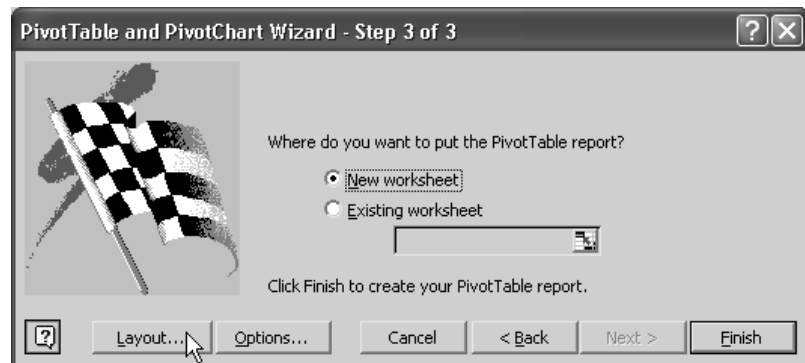 PivotTable and PivotChart Wizard - Step 3 of 3
Where do you want to put the PivotTable report?
New worksheet
Existing worksheet
Click Finish to create your PivotTable report.
Layout... Options... Cancel < Back Next > Finish